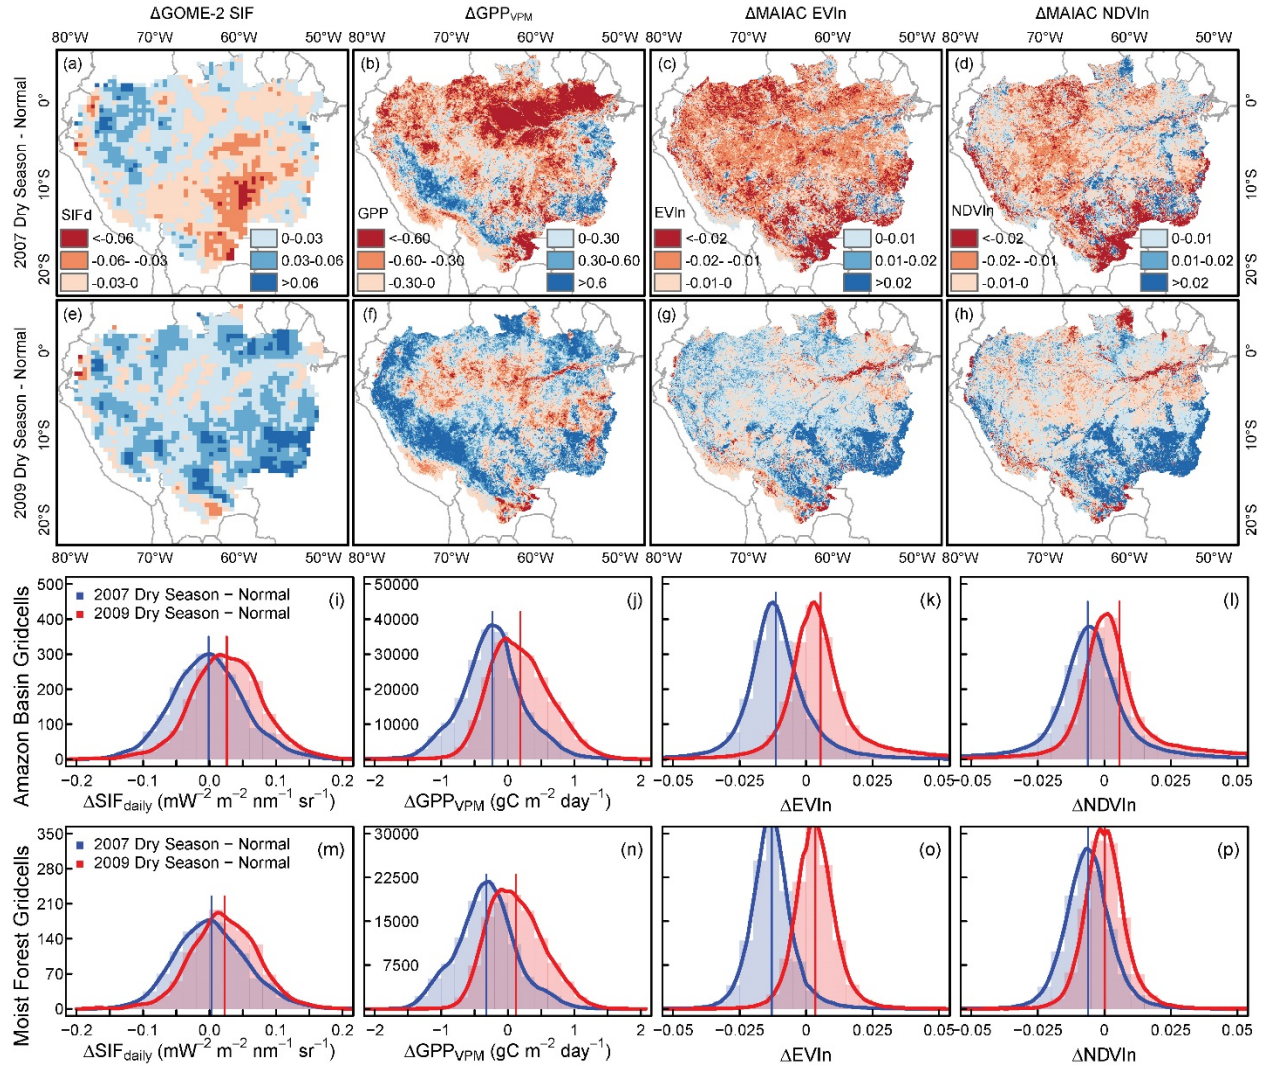 ΔGOME-2 SIF ΔGPPVPM ΔMAIAC EVIn ΔMAIAC NDVIn
80°W 70°W 60°W 50°W 80°W 70°W 60°W 50°W 80°W 70°W 60°W 50°W 80°W 70°W 60°W 50°W
2007 Dry Season - Normal
0° 10°S 20°S
(a) (b) (c) (d)
SIFd GPP EVIn NDVIn
<-0.06 0-0.03 <-0.60 0-0.30 <-0.02 0-0.01 <-0.02 0-0.01
-0.06- -0.03 0.03-0.06 -0.60- -0.30 0.30-0.60 -0.02- -0.01 0.01-0.02 -0.02- -0.01 0.01-0.02
-0.03-0 >0.06 -0.30-0 >0.6 -0.01-0 >0.02 -0.01-0 >0.02
0° 10°S 20°S
2009 Dry Season - Normal
0° 10°S 20°S
(e) (f) (g) (h)
0° 10°S 20°S
80°W 70°W 60°W 50°W 80°W 70°W 60°W 50°W 80°W 70°W 60°W 50°W 80°W 70°W 60°W 50°W
Amazon Basin Gridcells
500 400 300 200 100 0
2007 Dry Season − Normal
2009 Dry Season − Normal
(i)
50000 40000 30000 20000 10000 0
(j) (k) (l)
−0.2 −0.1 0.0 0.1 0.2 −2 −1 0 1 2 −0.05 −0.025 0 0.025 0.05 −0.05 −0.025 0 0.025 0.05
ΔSIFdaily (mW−2 m−2 nm−1 sr−1) ΔGPPVPM (gC m−2 day−1) ΔEVIn ΔNDVIn
Moist Forest Gridcells
350 280 210 140 70 0
2007 Dry Season − Normal
2009 Dry Season − Normal
(m)
30000 22500 15000 7500
(n) (o) (p)
−0.2 −0.1 0.0 0.1 0.2 −2 −1 0 1 2 −0.05 −0.025 0 0.025 0.05 −0.05 −0.025 0 0.025 0.05
ΔSIFdaily (mW−2 m−2 nm−1 sr−1) ΔGPPVPM (gC m−2 day−1) ΔEVIn ΔNDVIn